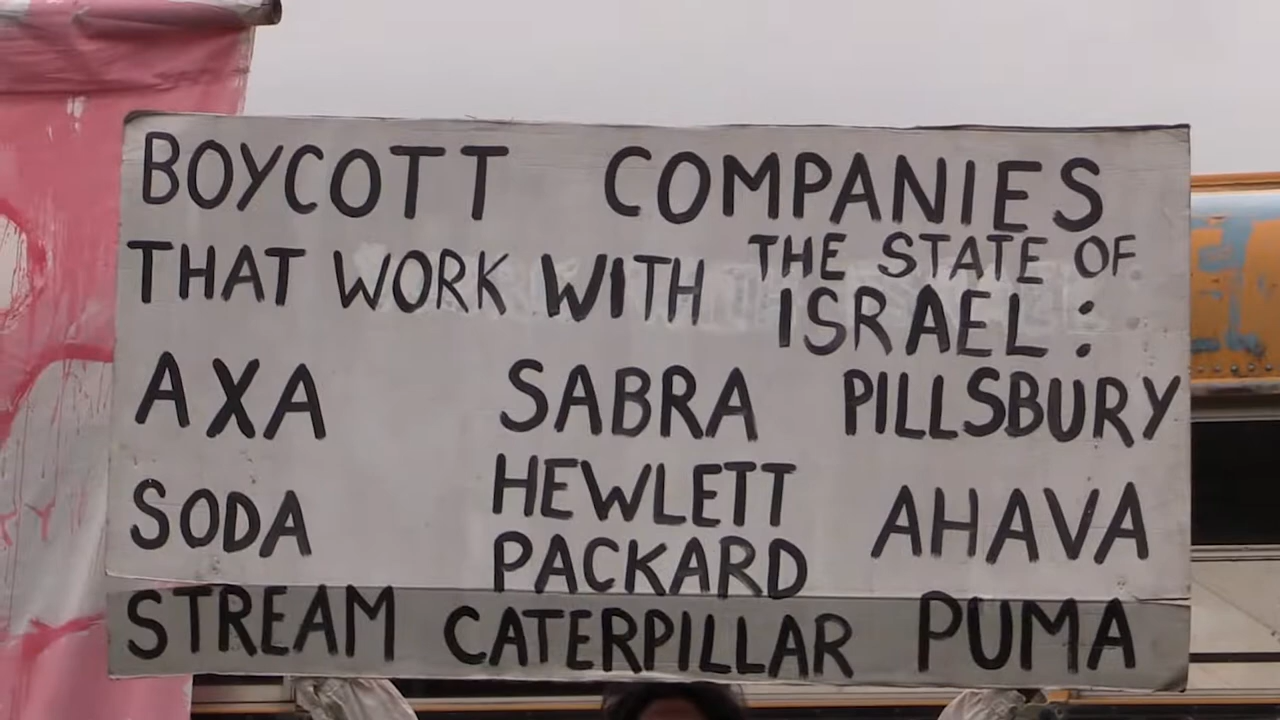 BOYCOTT COMPANIES
THAT WORK WITH THE STATE OF
ISRAEL:
AXA SABRA PILLSBURY
SODA HEWLETT AHAVA
PACKARD
STREAM CATERPILLAR PUMA